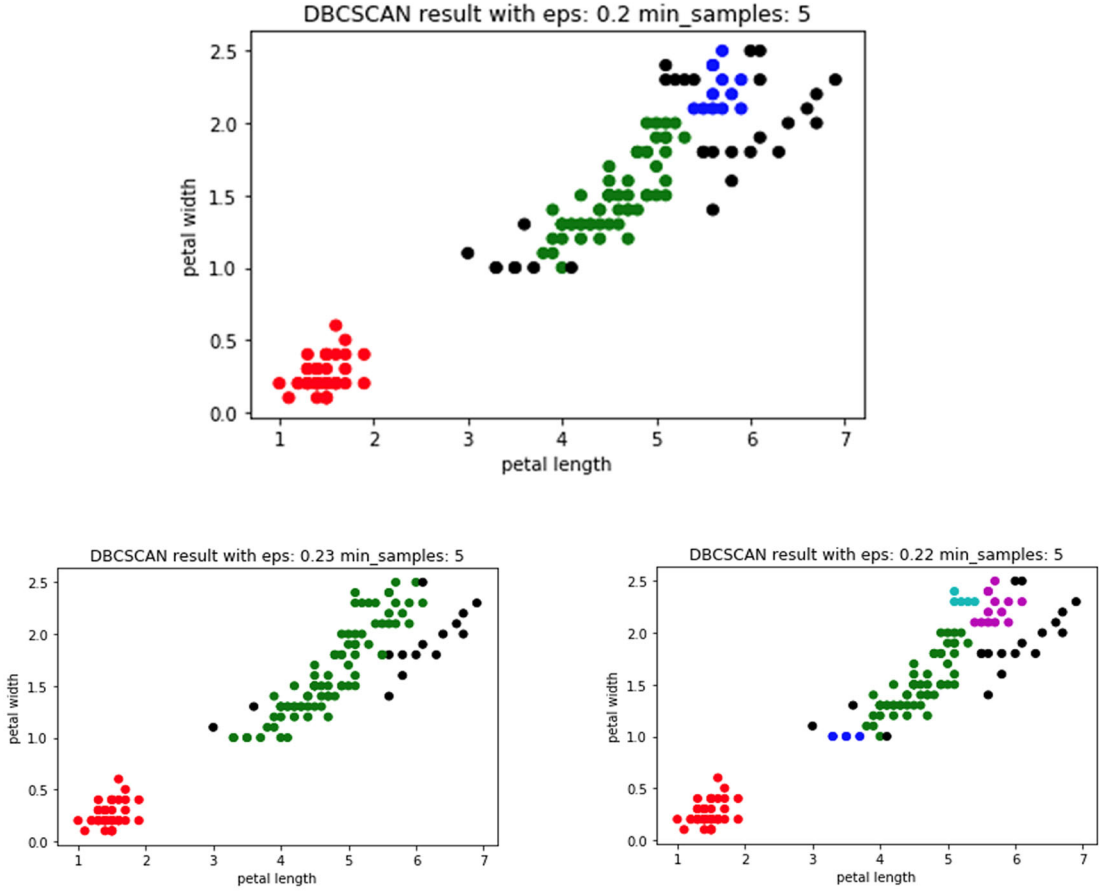 DBCSCAN result with eps: 0.2 min_samples: 5
2.5
2.0
1.5
1.0
0.5
0.0
petal width
1 2 3 4 5 6 7
petal length
DBCSCAN result with eps: 0.23 min_samples: 5
2.5
2.0
1.5
1.0
0.5
0.0
petal width
1 2 3 4 5 6 7
petal length
DBCSCAN result with eps: 0.22 min_samples: 5
2.5
2.0
1.5
1.0
0.5
0.0
petal width
1 2 3 4 5 6 7
petal length